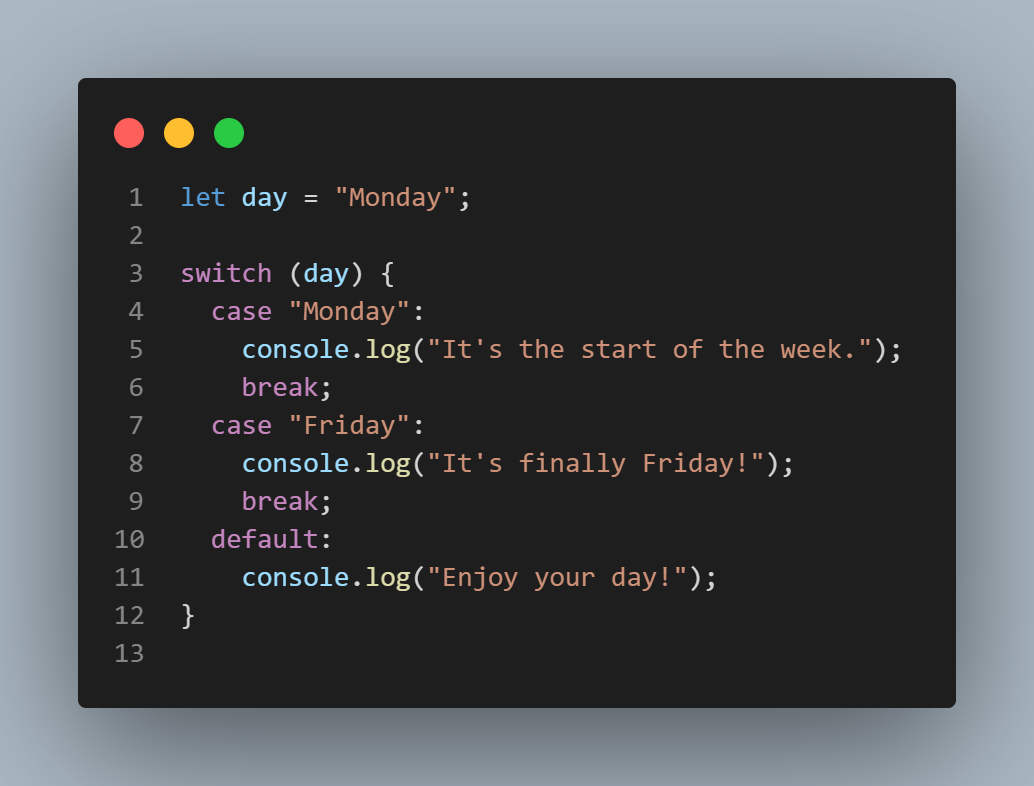 1 let day = "Monday";
2
3 switch (day) {
4   case "Monday":
5     console.log("It's the start of the week.");
6     break;
7   case "Friday":
8     console.log("It's finally Friday!");
9     break;
10   default:
11     console.log("Enjoy your day!");
12 }
13